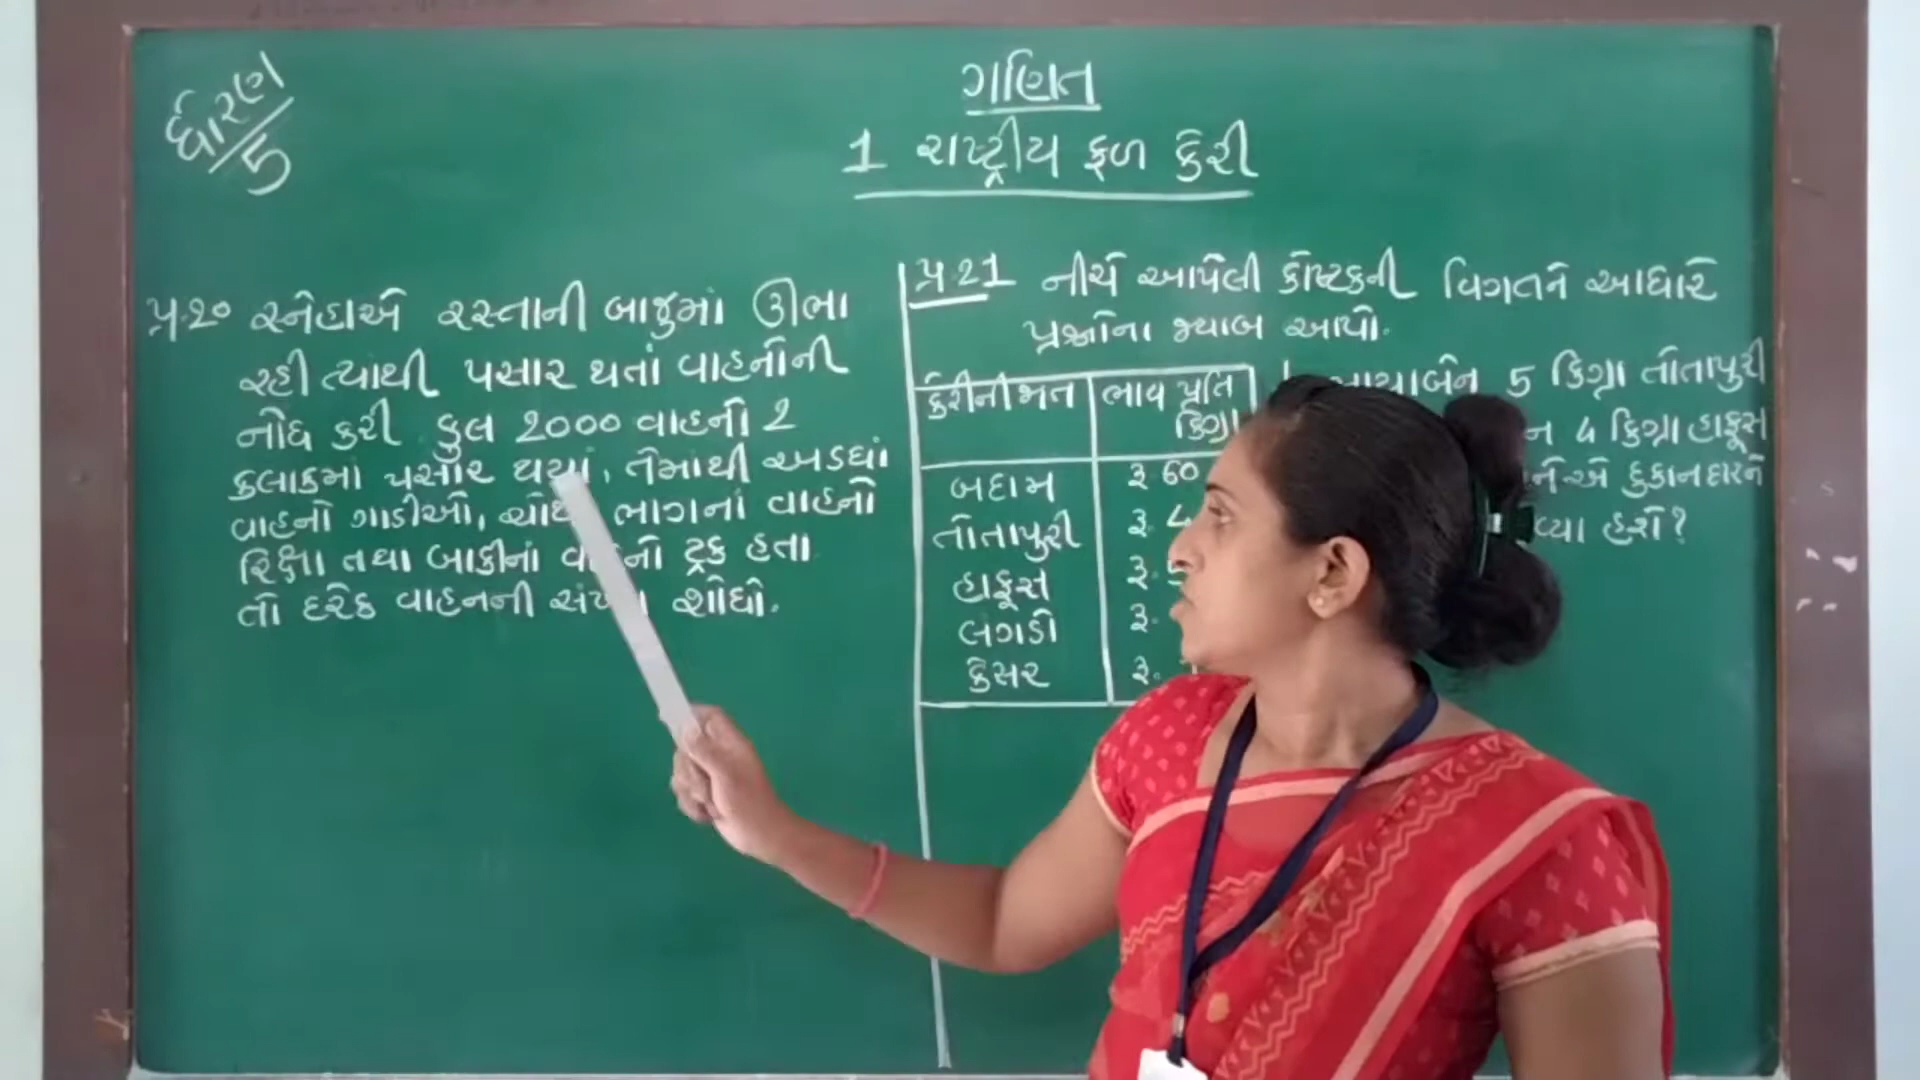 ધોરણ
5
ગણિત
1 રાષ્ટ્રીય ફળ કેરી
પ્ર.20 સ્નેહાએ રસ્તાની બાજુમાં ઊભા
રહી ત્યાંથી પસાર થતાં વાહનોની
નોંધ કરી કુલ 2000 વાહનો 2
કલાકમાં પસાર થયાં, તેમાંથી અડધાં
વાહનો ગાડીઓ, ભાગનાં વાહનો
રિક્ષા તથા બાકીનાં ટ્રક હતા
તો દરેક વાહનની શોધો.
પ્ર.21 નીચે આપેલી કોષ્ટકની વિગતને આધારે
પ્રશ્નોના જવાબ આપો.
કેરીની જાત ભાવ પ્રતિ
કિગ્રા
બદામ રૂ 60
તોતાપુરી રૂ.
હાફૂસ રૂ.
લંગડો રૂ.
કેસર રૂ.
5 કિગ્રા તોતાપુરી
4 કિગ્રા હાફૂસ
દુકાનદારને
હશે?